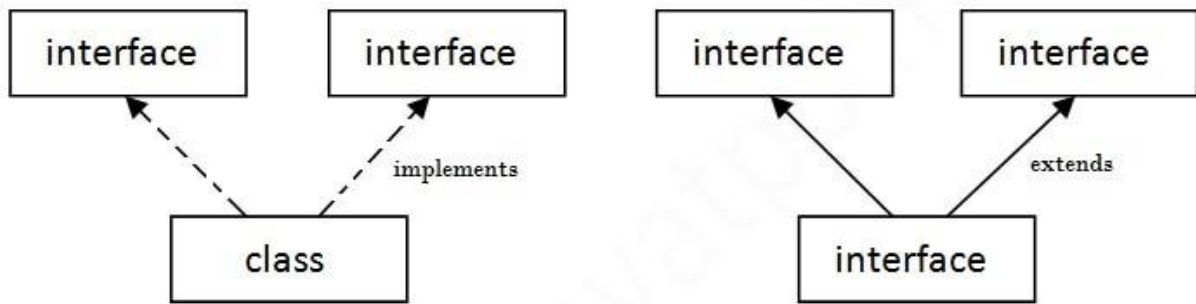 interface
interface
interface
interface
implements
extends
class
interface